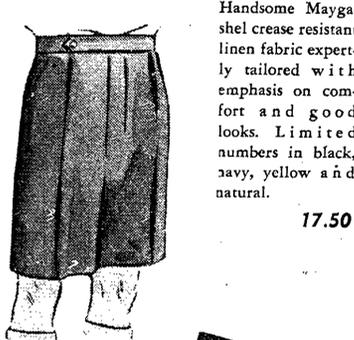 Handsome Mayga
shel crease resistant
linen fabric expert-
ly tailored with
emphasis on com-
fort and good
looks. Limited
numbers in black,
navy, yellow and
natural.
17.50